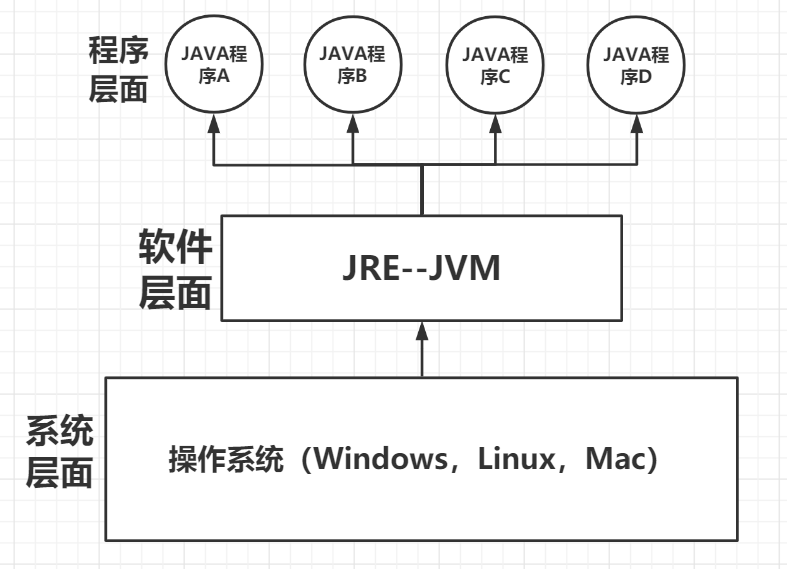 程序
层面
JAVA程
序A
JAVA程
序B
JAVA程
序C
JAVA程
序D
软件
层面
JRE--JVM
系统
层面
操作系统（Windows，Linux，Mac）